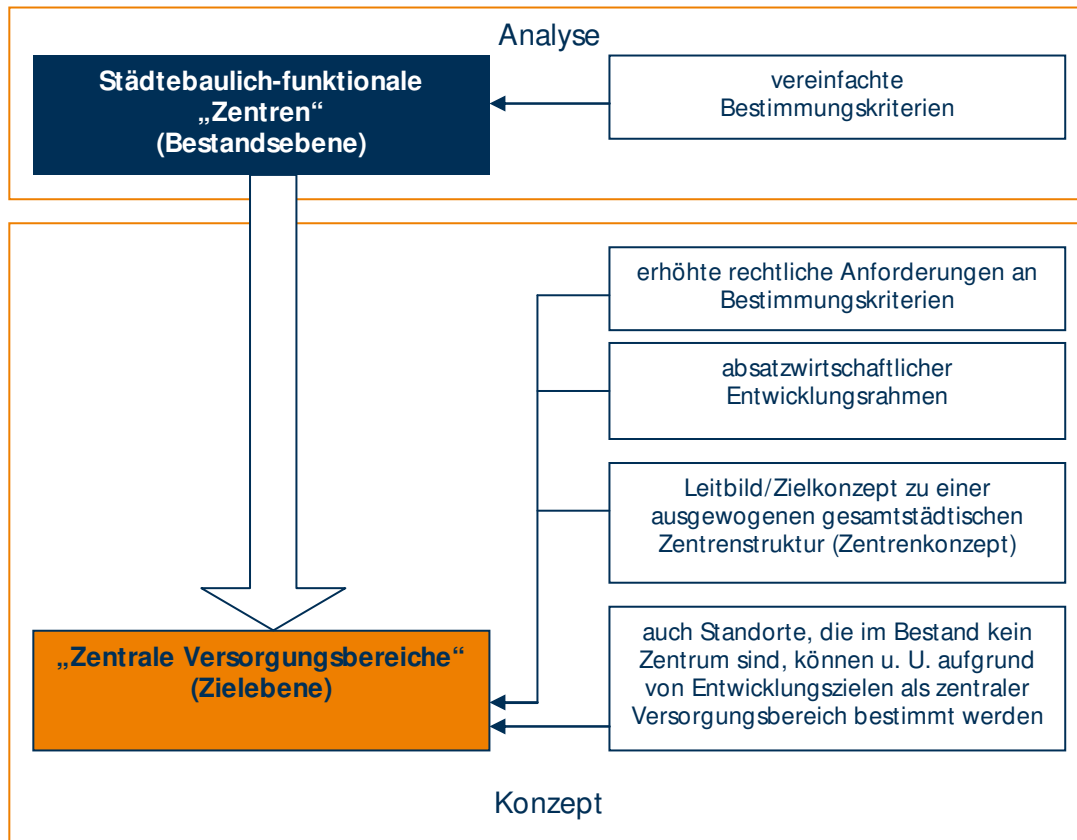 Analyse
Städtebaulich-funktionale
„Zentren“
(Bestandsebene)
vereinfachte
Bestimmungskriterien
erhöhte rechtliche Anforderungen an
Bestimmungskriterien
absatzwirtschaftlicher
Entwicklungsrahmen
Leitbild/Zielkonzept zu einer
ausgewogenen gesamtstädtischen
Zentrenstruktur (Zentrenkonzept)
„Zentrale Versorgungsbereiche“
(Zielebene)
auch Standorte, die im Bestand kein
Zentrum sind, können u. U. aufgrund
von Entwicklungszielen als zentraler
Versorgungsbereich bestimmt werden
Konzept